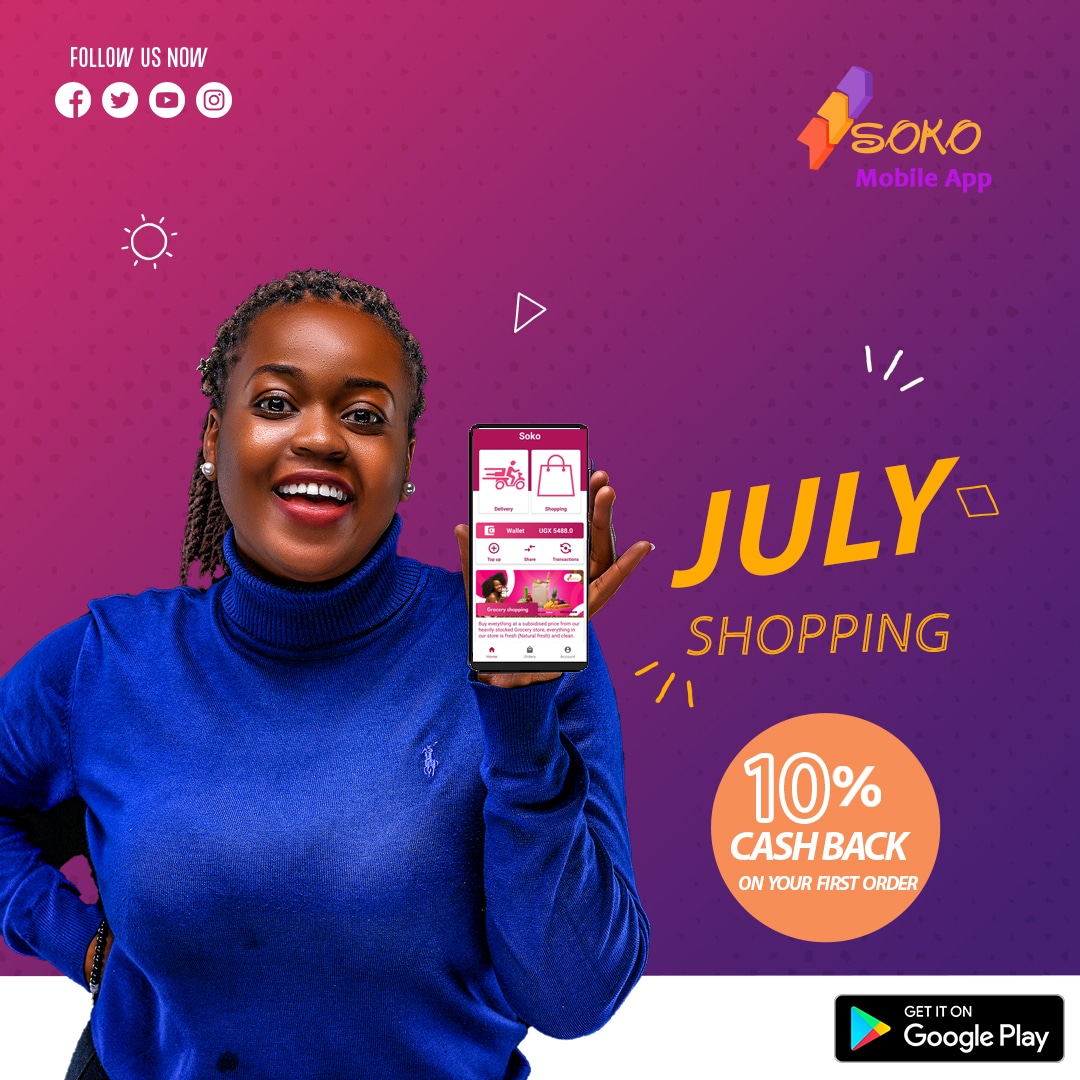 FOLLOW US NOW
SOKO
Mobile App
Soko
Delivery
Shopping
Wallet UGX 5488.0
Top up Share Transactions
Grocery shopping
Buy everything at a subsidised price from our
heavily stocked Grocery store, everything in
our store is fresh (Natural fresh) and clean.
Home Orders Account
JULY
SHOPPING
10%
CASH BACK
ON YOUR FIRST ORDER
GET IT ON
Google Play